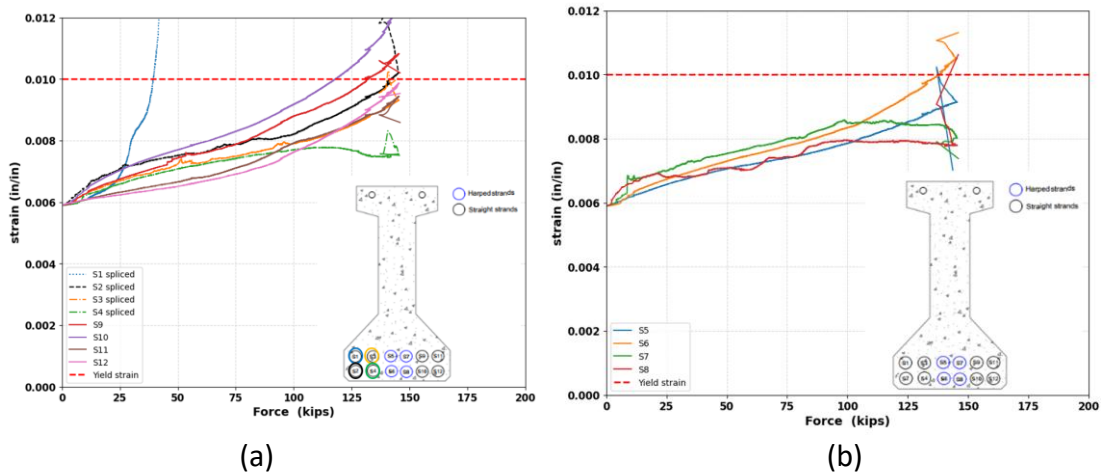 0.012
0.010
0.008
0.006
0.004
0.002
0.000
strain (in/in)
0
25
50
75
100
125
150
175
200
Force (kips)
S1 spliced
S2 spliced
S3 spliced
S4 spliced
S9
S10
S11
S12
Yield strain
Harped strands
Straight strands
S1 S3 S5 S7 S9 S11
S2 S4 S6 S8 S10 S12
(a)
0.012
0.010
0.008
0.006
0.004
0.002
0.000
strain (in/in)
0
25
50
75
100
125
150
175
200
Force (kips)
S5
S6
S7
S8
Yield strain
Harped strands
Straight strands
S1 S3 S5 S7 S9 S11
S2 S4 S6 S8 S10 S12
(b)